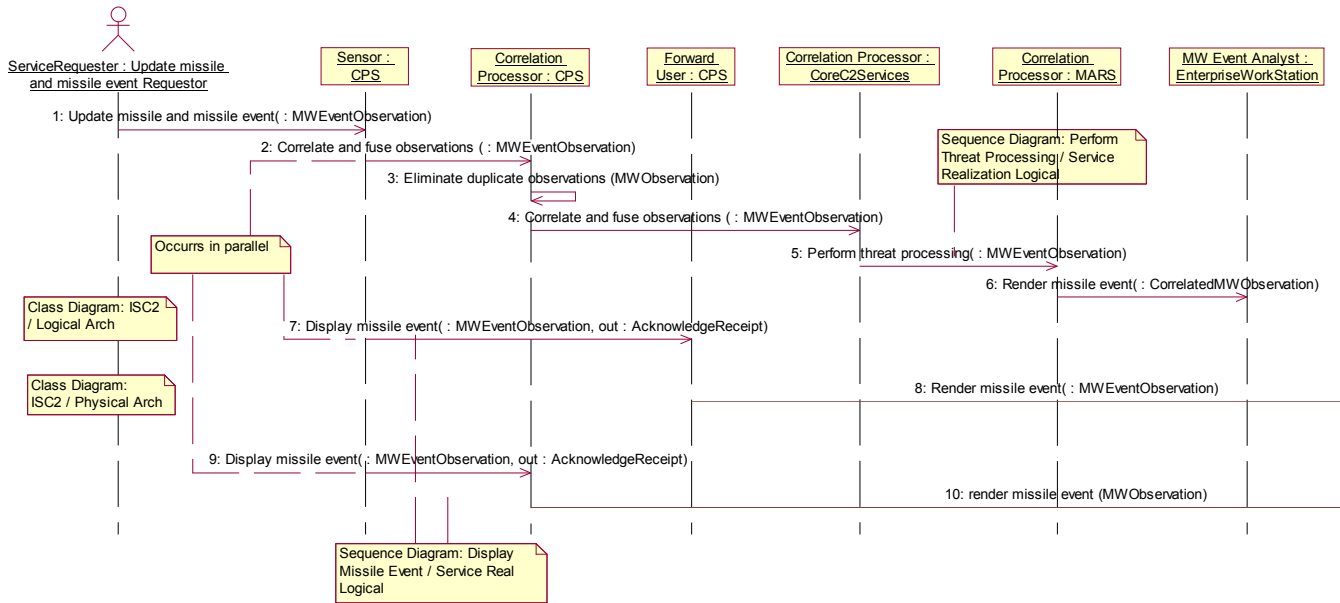 ServiceRequester : Update missile
and missile event Requestor
Sensor :
CPS
Correlation
Processor : CPS
Forward
User : CPS
Correlation Processor :
CoreC2Services
Correlation
Processor : MARS
MW Event Analyst :
EnterpriseWorkStation
1: Update missile and missile event( : MWEventObservation)
2: Correlate and fuse observations ( : MWEventObservation)
Sequence Diagram: Perform
Threat Processing / Service
Realization Logical
3: Eliminate duplicate observations (MWObservation)
4: Correlate and fuse observations ( : MWEventObservation)
Occurrs in parallel
5: Perform threat processing( : MWEventObservation)
6: Render missile event( : CorrelatedMWObservation)
Class Diagram: ISC2
/ Logical Arch
7: Display missile event( : MWEventObservation, out : AcknowledgeReceipt)
Class Diagram:
ISC2 / Physical Arch
8: Render missile event( : MWEventObservation)
9: Display missile event( : MWEventObservation, out : AcknowledgeReceipt)
10: render missile event (MWObservation)
Sequence Diagram: Display
Missile Event / Service Real
Logical